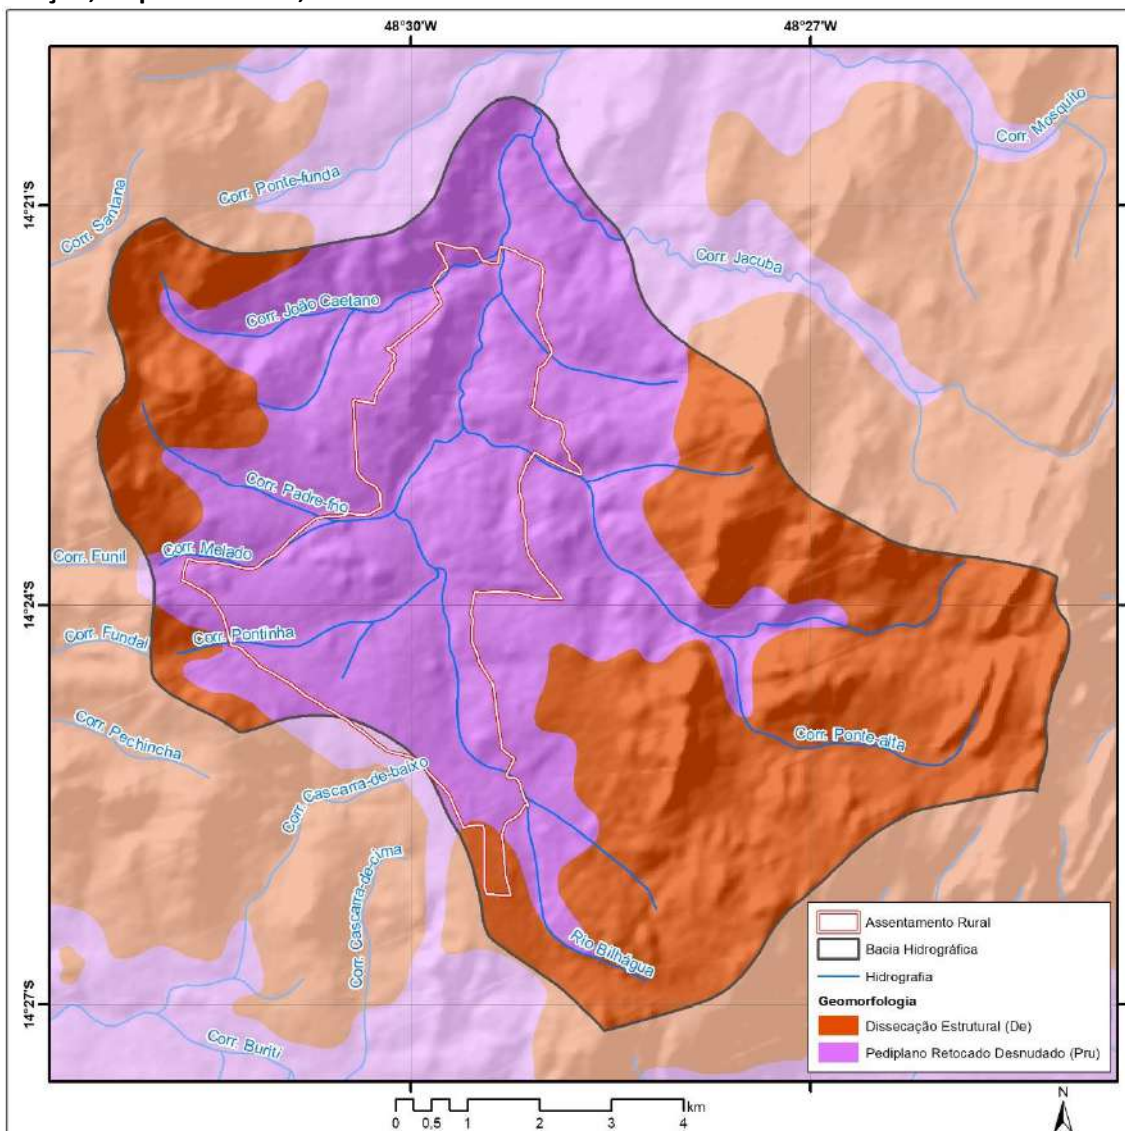 48°30'W
48°27'W
14°21'S
14°24'S
14°27'S
Corr. Mosquito
Corr. Ponte-funda
Corr. Santana
Corr. Jacuba
Corr. João Caetano
Corr. Padre-frio
Corr. Funil
Corr. Melado
Corr. Fundal
Corr. Pontinha
Corr. Pechincha
Corr. Ponte-alta
Corr. Cascarra-de-baixo
Corr. Cascarra-de-cima
Rio Bilhágua
Corr. Buriti
Assentamento Rural
Bacia Hidrográfica
Hidrografia
Geomorfologia
Dissecação Estrutural (De)
Pediplano Retocado Desnudado (Pru)
km
0 0,5 1 2 3 4
N